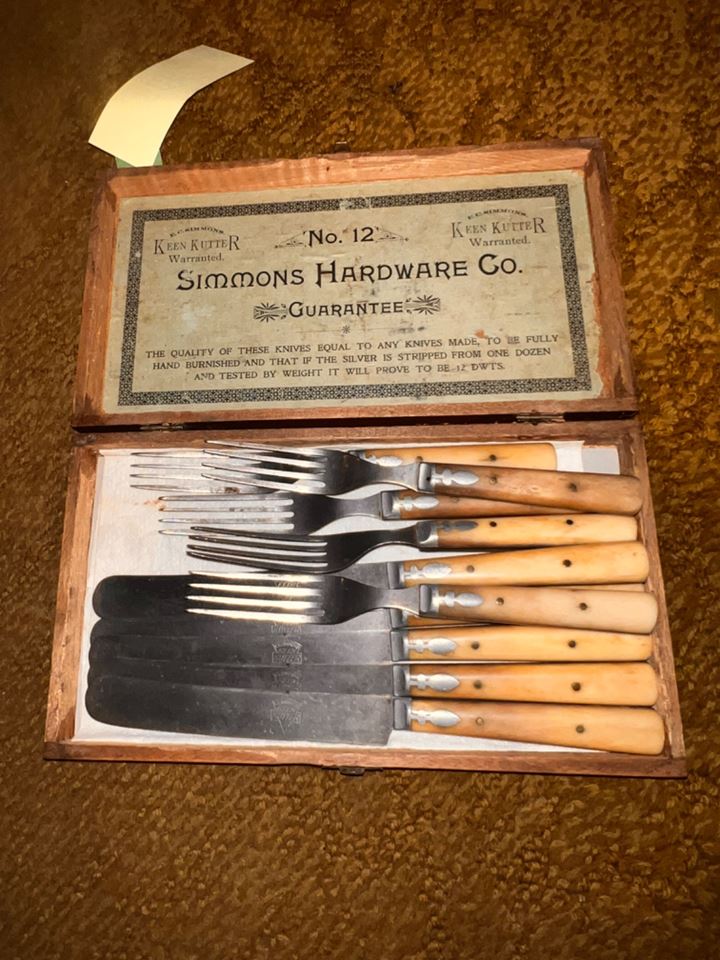 E.C. SIMMONS
KEEN KUTTER
Warranted.
No. 12
E.C. SIMMONS
KEEN KUTTER
Warranted.
SIMMONS HARDWARE CO.
GUARANTEE
THE QUALITY OF THESE KNIVES EQUAL TO ANY KNIVES MADE, TO BE FULLY
HAND BURNISHED AND THAT IF THE SILVER IS STRIPPED FROM ONE DOZEN
AND TESTED BY WEIGHT IT WILL PROVE TO BE 12 DWTS.